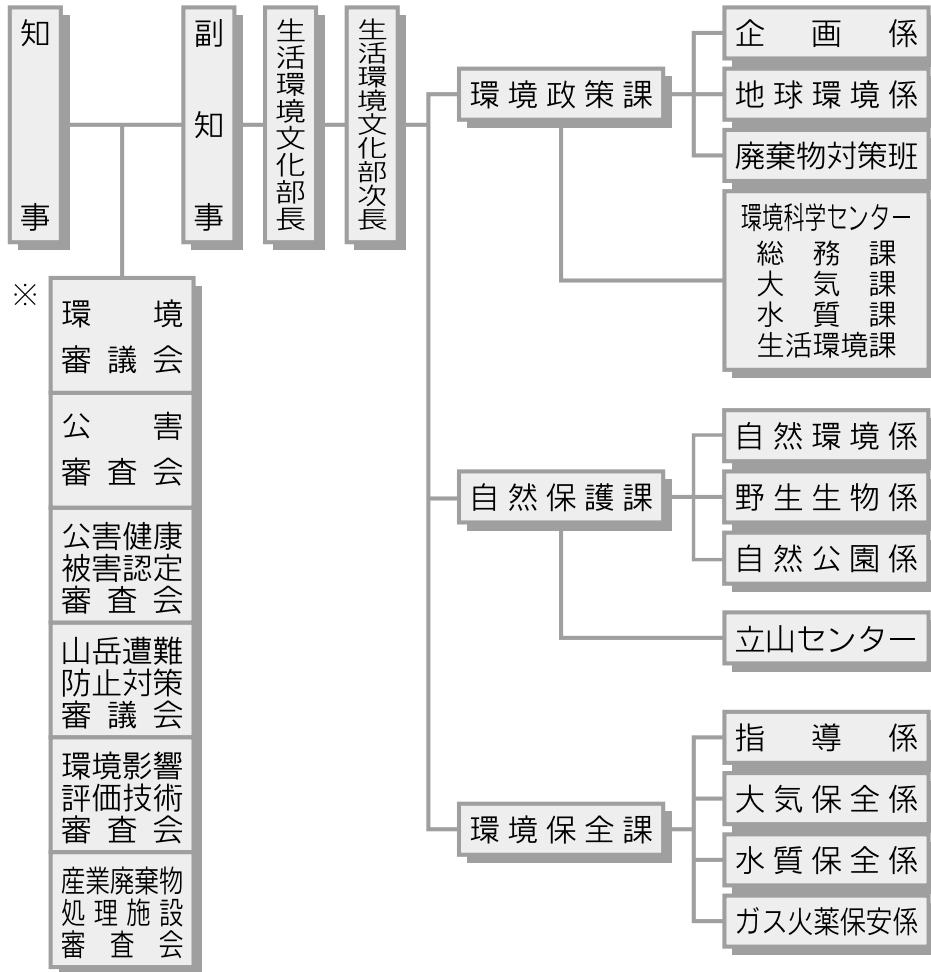 知事
副知事
生活環境文化部長
生活環境文化部次長
※
環境
審議会
公害
審査会
公害健康
被害認定
審査会
山岳遭難
防止対策
審議会
環境影響
評価技術
審査会
産業廃棄物
処理施設
審査会
環境政策課
企画係
地球環境係
廃棄物対策班
環境科学センター
総務課
大気課
水質課
生活環境課
自然保護課
自然環境係
野生生物係
自然公園係
立山センター
環境保全課
指導係
大気保全係
水質保全係
ガス火薬保安係